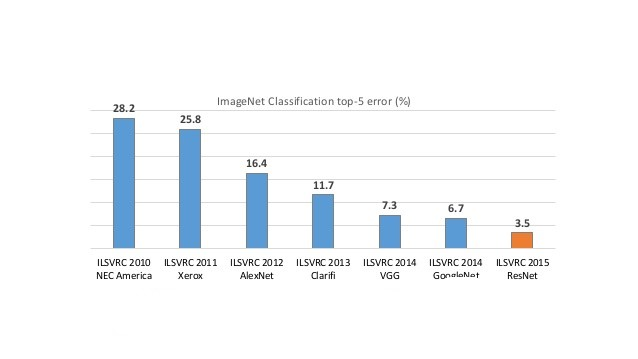 ImageNet Classification top-5 error (%)
28.2
25.8
16.4
11.7
7.3
6.7
3.5
ILSVRC 2010
NEC America
ILSVRC 2011
Xerox
ILSVRC 2012
AlexNet
ILSVRC 2013
Clarifi
ILSVRC 2014
VGG
ILSVRC 2014
GoogleNet
ILSVRC 2015
ResNet